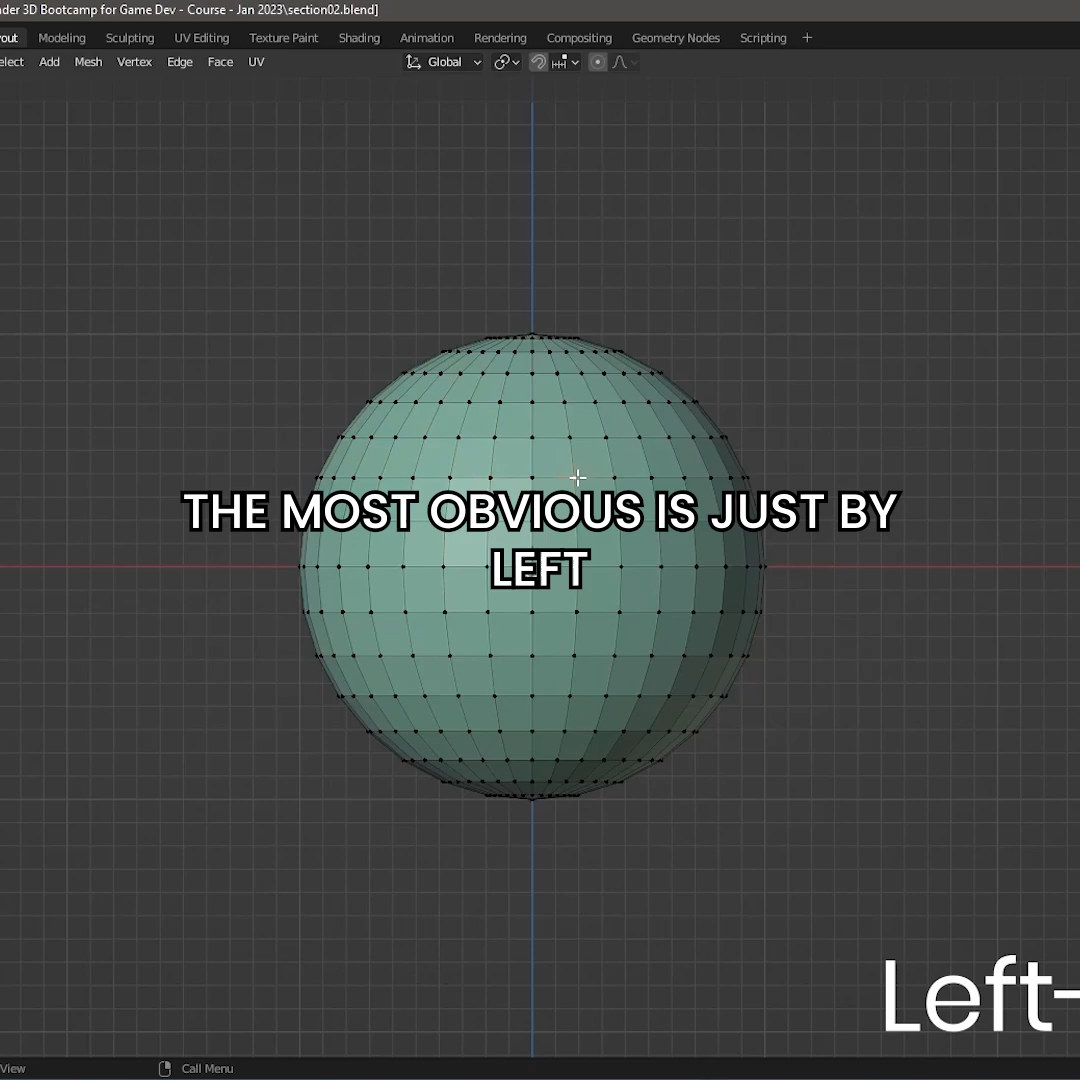 der 3D Bootcamp for Game Dev - Course - Jan 2023\section02.blend]
out Modeling Sculpting UV Editing Texture Paint Shading Animation Rendering Compositing Geometry Nodes Scripting +
elect Add Mesh Vertex Edge Face UV Global
THE MOST OBVIOUS IS JUST BY
LEFT
Left-
View Call Menu